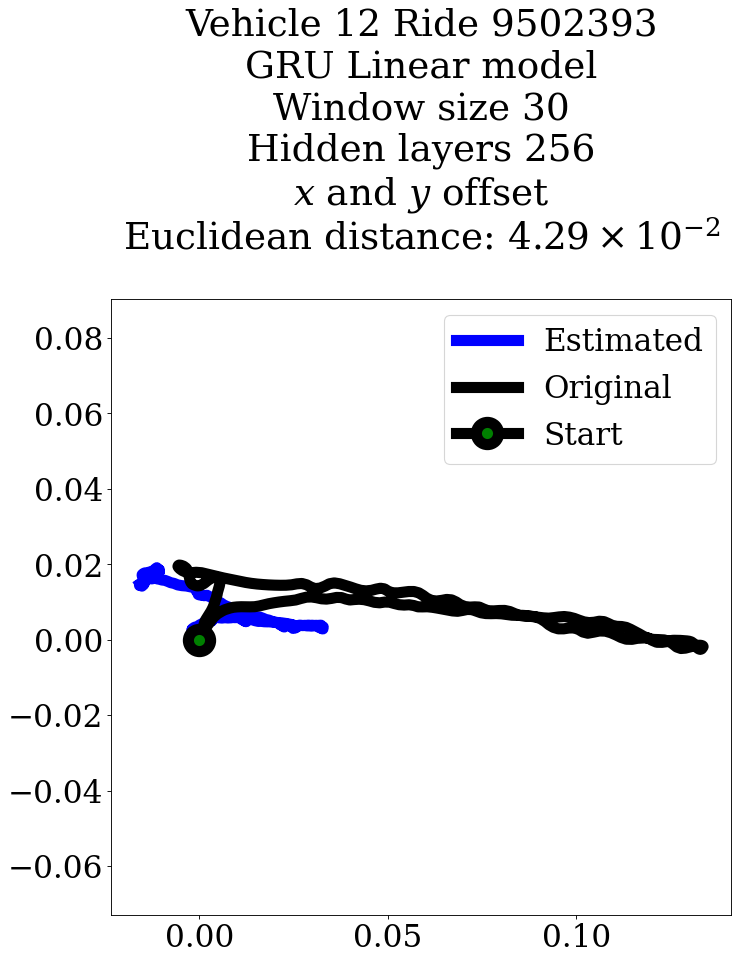 Vehicle 12 Ride 9502393
GRU Linear model
Window size 30
Hidden layers 256
x and y offset
Euclidean distance: 4.29 × 10⁻²
Estimated
Original
Start
0.08
0.06
0.04
0.02
0.00
−0.02
−0.04
−0.06
0.00 0.05 0.10